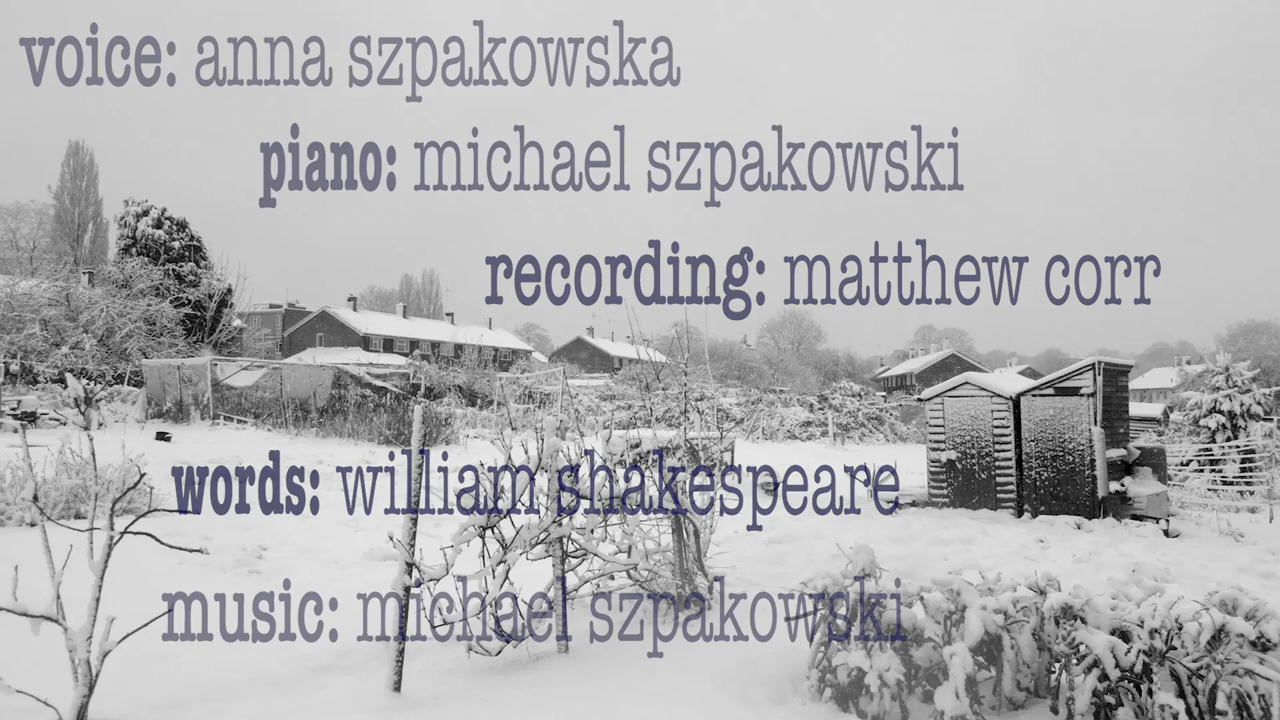 voice: anna szpakowska
piano: michael szpakowski
recording: matthew corr
words: william shakespeare
music: michael szpakowski